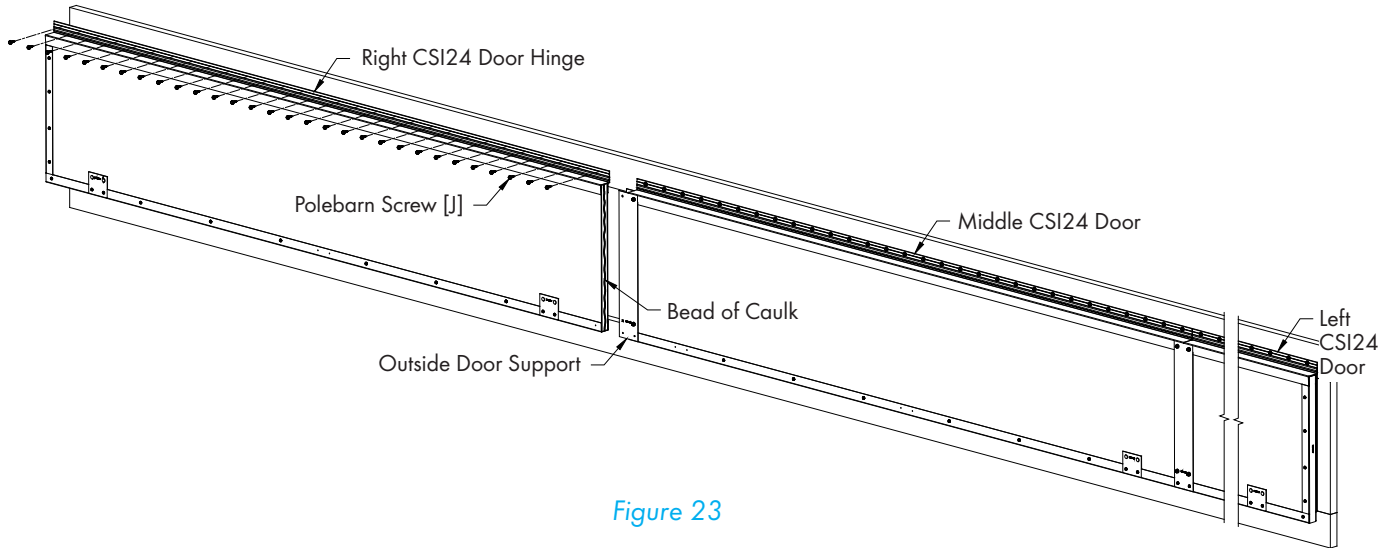 Right CSI24 Door Hinge
Polebarn Screw [J]
Middle CSI24 Door
Bead of Caulk
Outside Door Support
Left
CSI24
Door
Figure 23